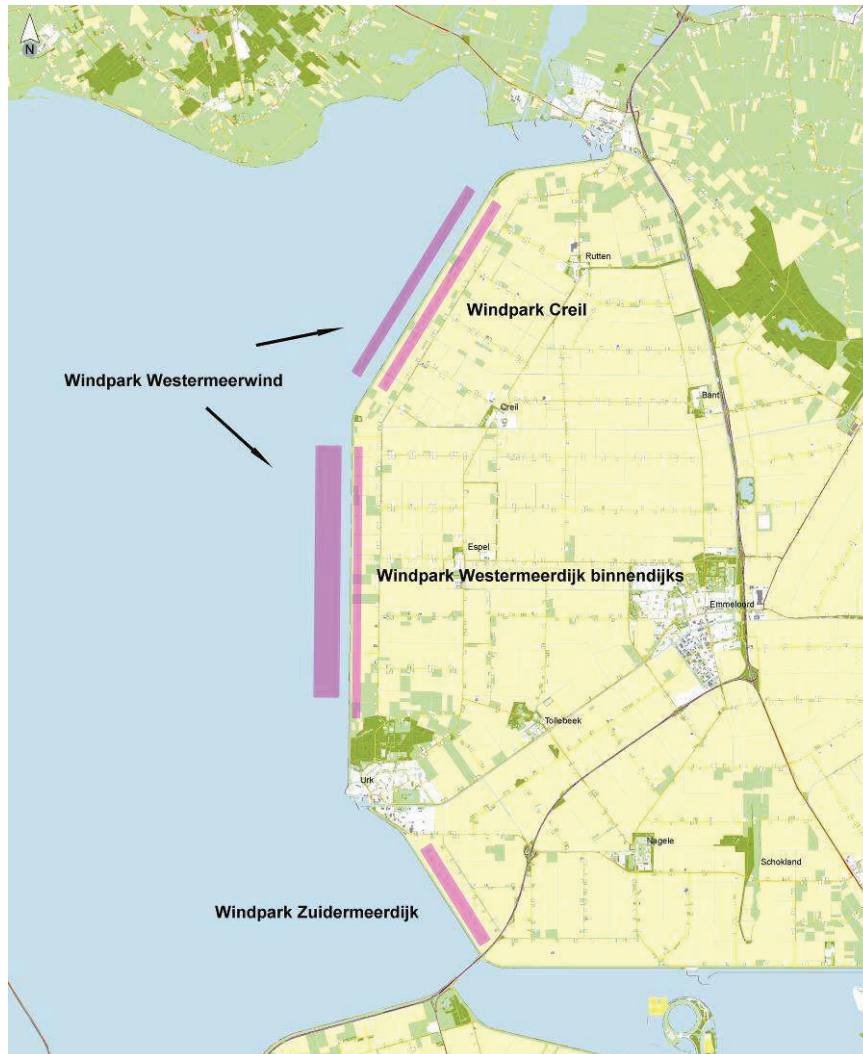 N
Rutten
Windpark Creil
Windpark Westermeerwind
Bant
Creil
Espel
Windpark Westermeerdijk binnendijks
Emmeloord
Tollebeek
Urk
Nagele
Schokland
Windpark Zuidermeerdijk